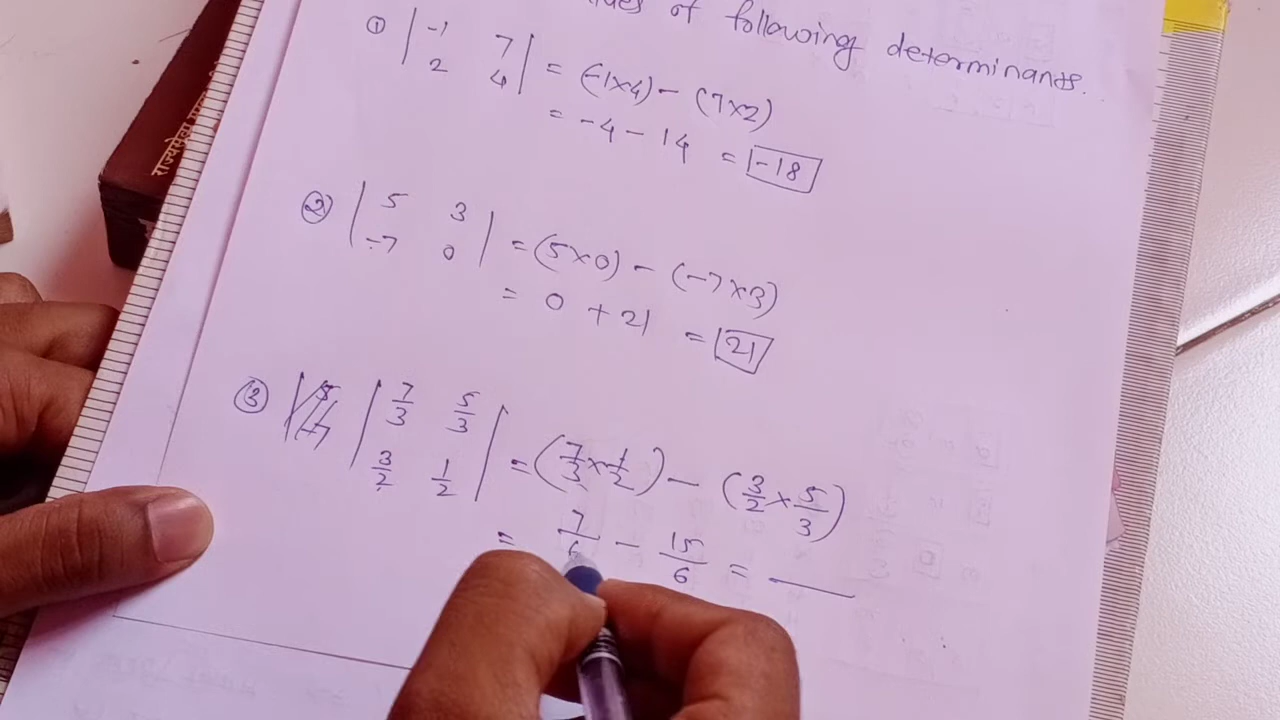 of following determinants.
① | -1 7 | = (-1×4) - (7×2)
| 2 4 |
= -4 - 14 = -18
② | 5 3 | = (5×0) - (-7×3)
| -7 0 |
= 0 + 21 = 21
③ | 7/3 5/3 | = (7/3 × 1/2) - (3/2 × 5/3)
| 3/2 1/2 |
= 7/6 - 15/6 =